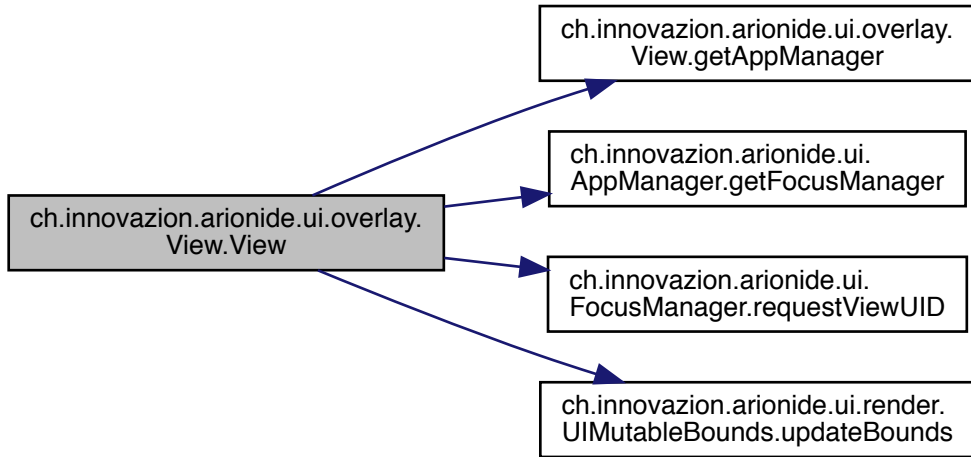 ch.innovazion.arionide.ui.overlay.
View.getAppManager
ch.innovazion.arionide.ui.
AppManager.getFocusManager
ch.innovazion.arionide.ui.overlay.
View.View
ch.innovazion.arionide.ui.
FocusManager.requestViewUID
ch.innovazion.arionide.ui.render.
UIMutableBounds.updateBounds